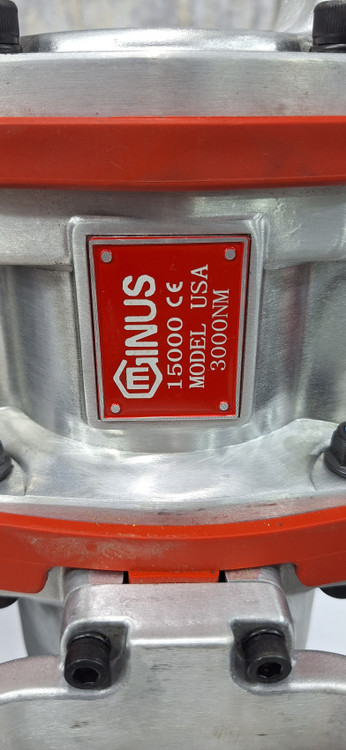 MINUS
15000 CE
MODEL USA
3000NM